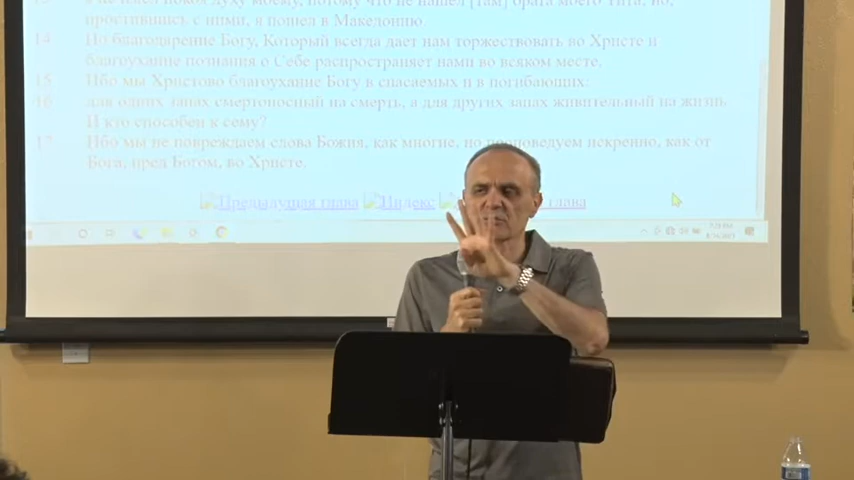 я не имел покоя духу моему, потому что не нашел [там] брата моего Тита; но,
простившись с ними, я пошел в Македонию.
14 Но благодарение Богу, Который всегда дает нам торжествовать во Христе и
благоухание познания о Себе распространяет нами во всяком месте.
15 Ибо мы Христово благоухание Богу в спасаемых и в погибающих:
16 для одних запах смертоносный на смерть, а для других запах живительный на жизнь.
И кто способен к сему?
17 Ибо мы не повреждаем слова Божия, как многие, но проповедуем искренно, как от
Бога, пред Богом, во Христе.
Предыдущая глава Индекс глава